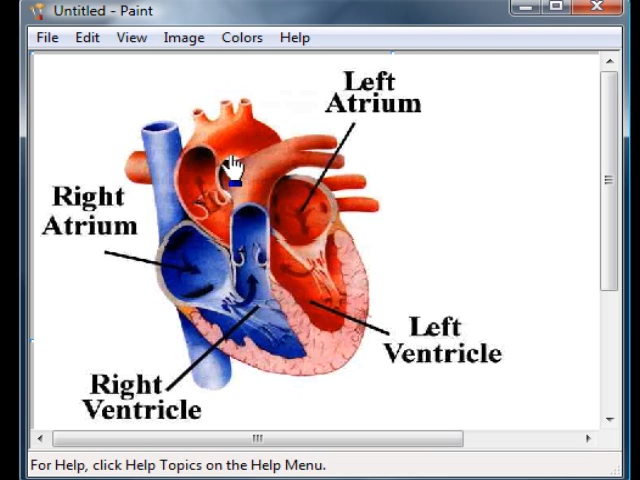 Untitled - Paint
File Edit View Image Colors Help
Left
Atrium
Right
Atrium
Left
Ventricle
Right
Ventricle
For Help, click Help Topics on the Help Menu.